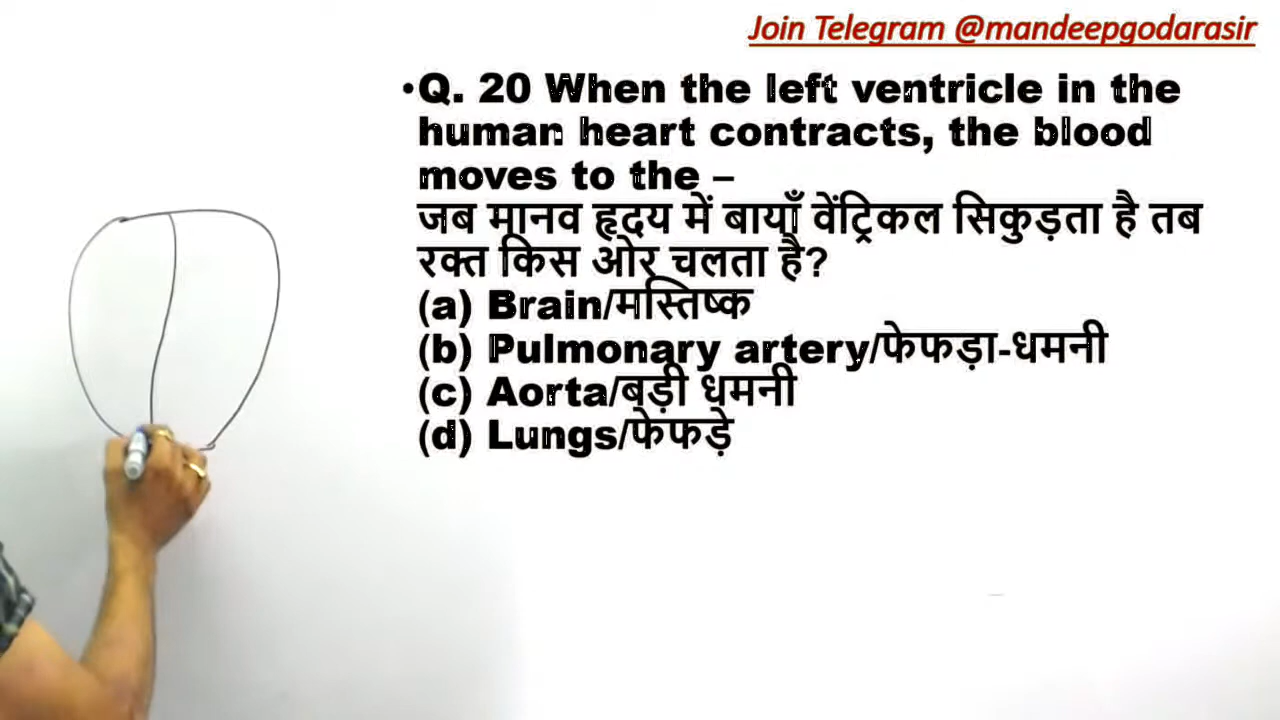 Join Telegram @mandeepgodarasir
•Q. 20 When the left ventricle in the
human heart contracts, the blood
moves to the –
जब मानव हृदय में बायाँ वेंट्रिकल सिकुड़ता है तब
रक्त किस ओर चलता है?
(a) Brain/मस्तिष्क
(b) Pulmonary artery/फेफड़ा-धमनी
(c) Aorta/बड़ी धमनी
(d) Lungs/फेफड़े